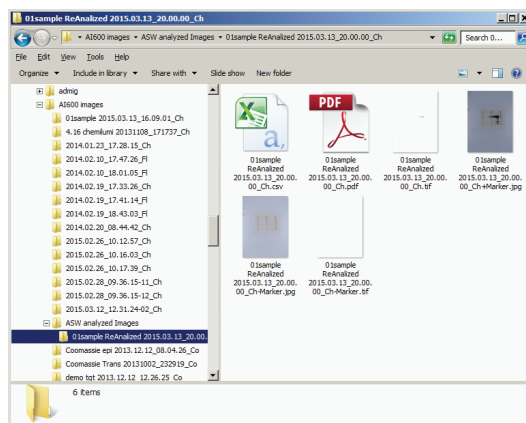 01sample ReAnalized 2015.03.13_20.00.00_Ch
AI600 images
ASW analyzed Images
01sample ReAnalized 2015.03.13_20.00.00_Ch
Search 0...
File Edit View Tools Help
Organize Include in library Share with Slide show New folder
admig
AI600 images
01sample 2015.03.13_16.09.01_Ch
4.16 chemilumi 20131108_171737_Ch
2014.01.23_17.28.15_Ch
2014.02.10_17.47.26_Fl
2014.02.10_18.01.05_Fl
2014.02.19_17.33.26_Ch
2014.02.19_17.41.14_Fl
2014.02.19_18.43.03_Fl
2014.02.20_08.44.42_Ch
2015.02.26_10.12.57_Ch
2015.02.26_10.16.03_Ch
2015.02.26_10.17.39_Ch
2015.02.28_09.36.15-11_Ch
2015.02.28_09.36.15-12_Ch
2015.03.12_12.31.24-02_Ch
ASW analyzed Images
01sample ReAnalized 2015.03.13_20.00.
Coomassie epi 2013.12.12_08.04.26_Co
Coomassie Trans 20131002_232919_Co
demo tgt 2013.12.12_12.26.25_Co
a,
01sample
ReAnalized
2015.03.13_20.00.
00_Ch.csv
PDF
01sample
ReAnalized
2015.03.13_20.00.
00_Ch.pdf
01sample
ReAnalized
2015.03.13_20.00.
00_Ch.tif
01sample
ReAnalized
2015.03.13_20.00.
00_Ch+Marker.jpg
01sample
ReAnalized
2015.03.13_20.00.
00_Ch-Marker.jpg
01sample
ReAnalized
2015.03.13_20.00.
00_Ch-Marker.tif
6 items